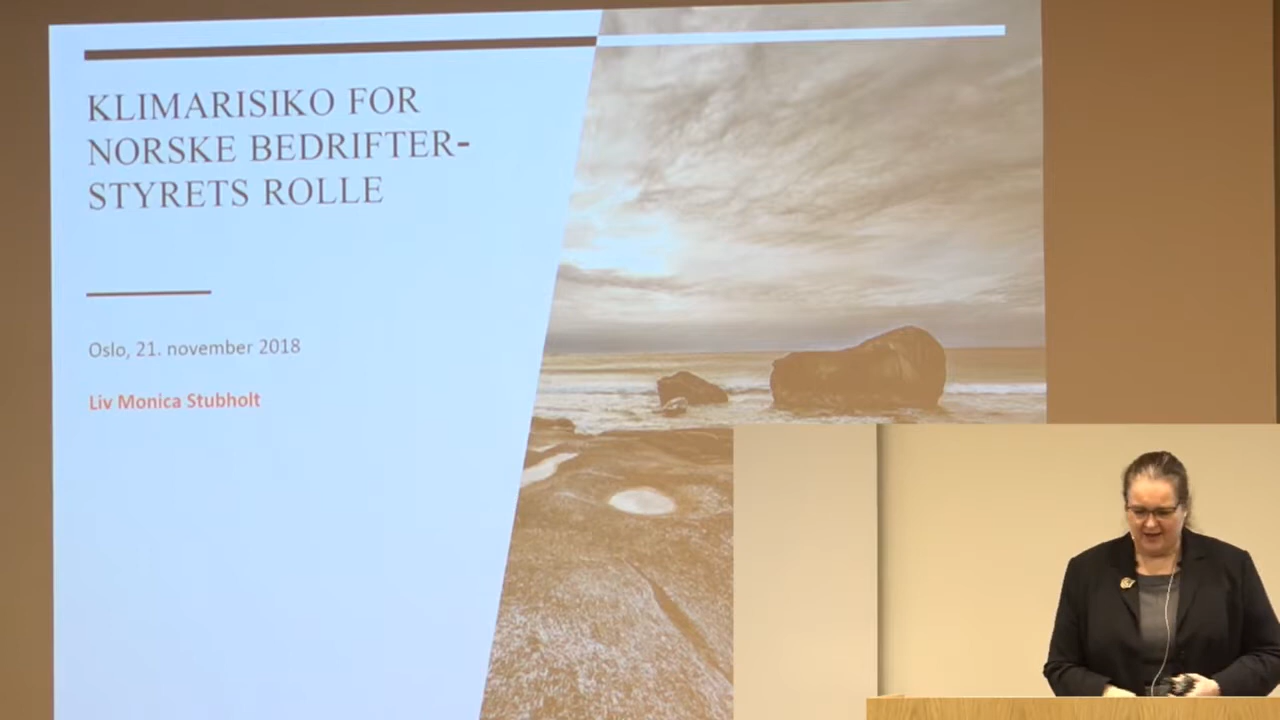 KLIMARISIKO FOR
NORSKE BEDRIFTER-
STYRETS ROLLE
Oslo, 21. november 2018
Liv Monica Stubholt